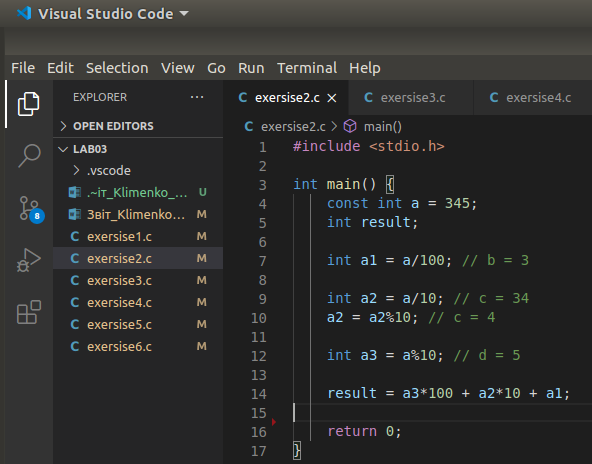 Visual Studio Code
File Edit Selection View Go Run Terminal Help
EXPLORER ...
OPEN EDITORS
LAB03
.vscode
.~іт_Klimenko_... U
Звіт_Klimenko... M
exersise1.c M
exersise2.c M
exersise3.c M
exersise4.c M
exersise5.c M
exersise6.c M
8
exersise2.c exersise3.c exersise4.c
exersise2.c > main()
1 #include <stdio.h>
2
3 int main() {
4 const int a = 345;
5 int result;
6
7 int a1 = a/100; // b = 3
8
9 int a2 = a/10; // c = 34
10 a2 = a2%10; // c = 4
11
12 int a3 = a%10; // d = 5
13
14 result = a3*100 + a2*10 + a1;
15
16 return 0;
17 }